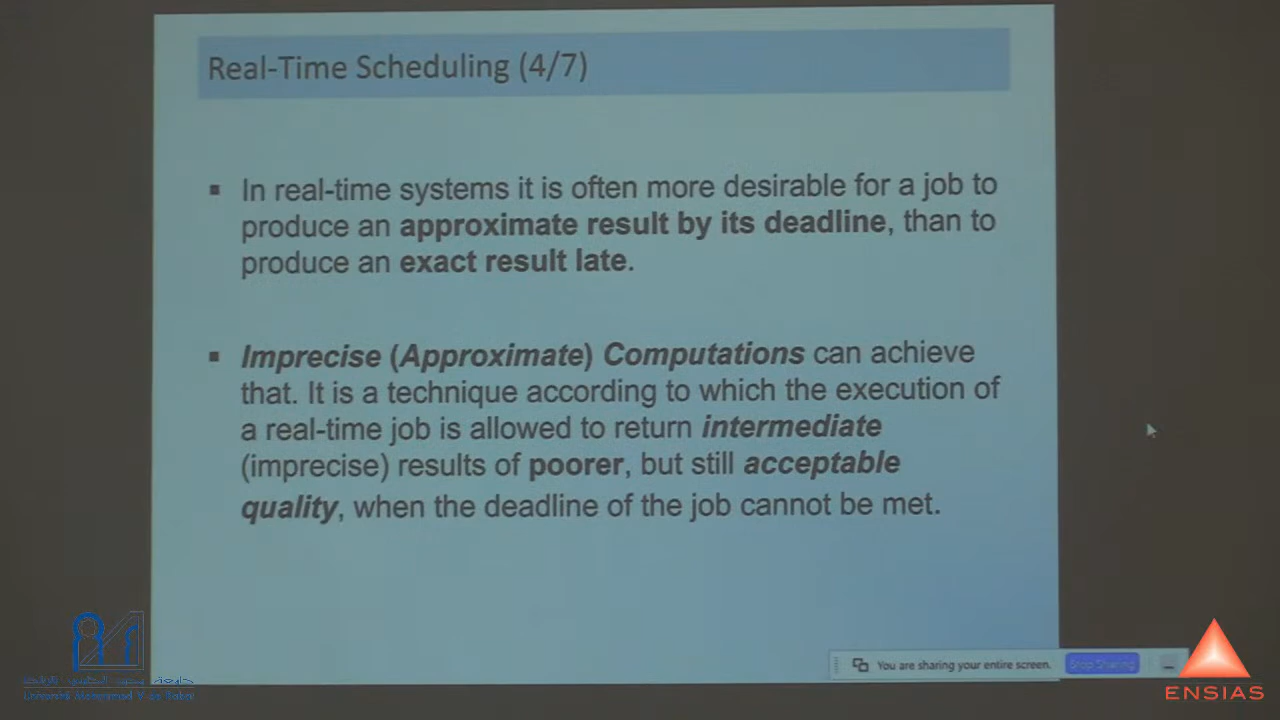 Real-Time Scheduling (4/7)
▪ In real-time systems it is often more desirable for a job to
produce an approximate result by its deadline, than to
produce an exact result late.
▪ Imprecise (Approximate) Computations can achieve
that. It is a technique according to which the execution of
a real-time job is allowed to return intermediate
(imprecise) results of poorer, but still acceptable
quality, when the deadline of the job cannot be met.
You are sharing your entire screen.
Stop Sharing
Université Mohammed V de Rabat
ENSIAS